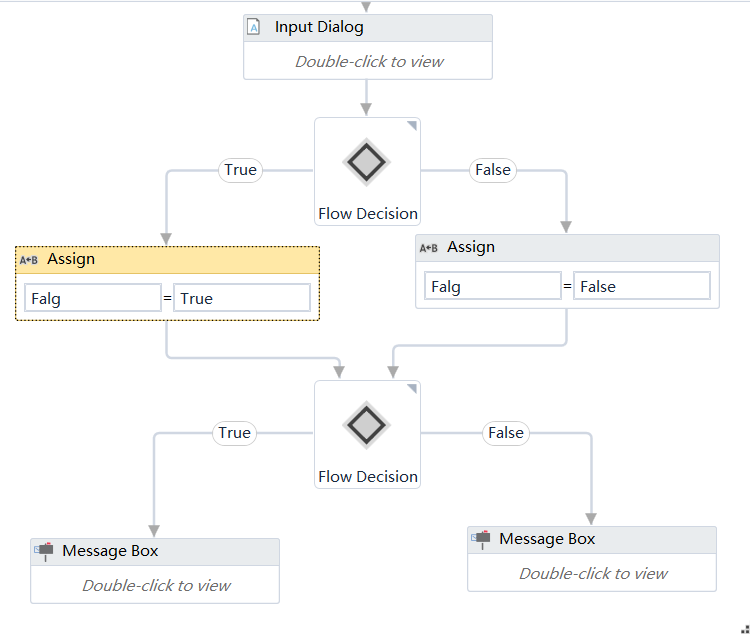 Input Dialog
Double-click to view
True
False
Flow Decision
A←B Assign
Falg = True
A←B Assign
Falg = False
Flow Decision
True
False
Message Box
Double-click to view
Message Box
Double-click to view